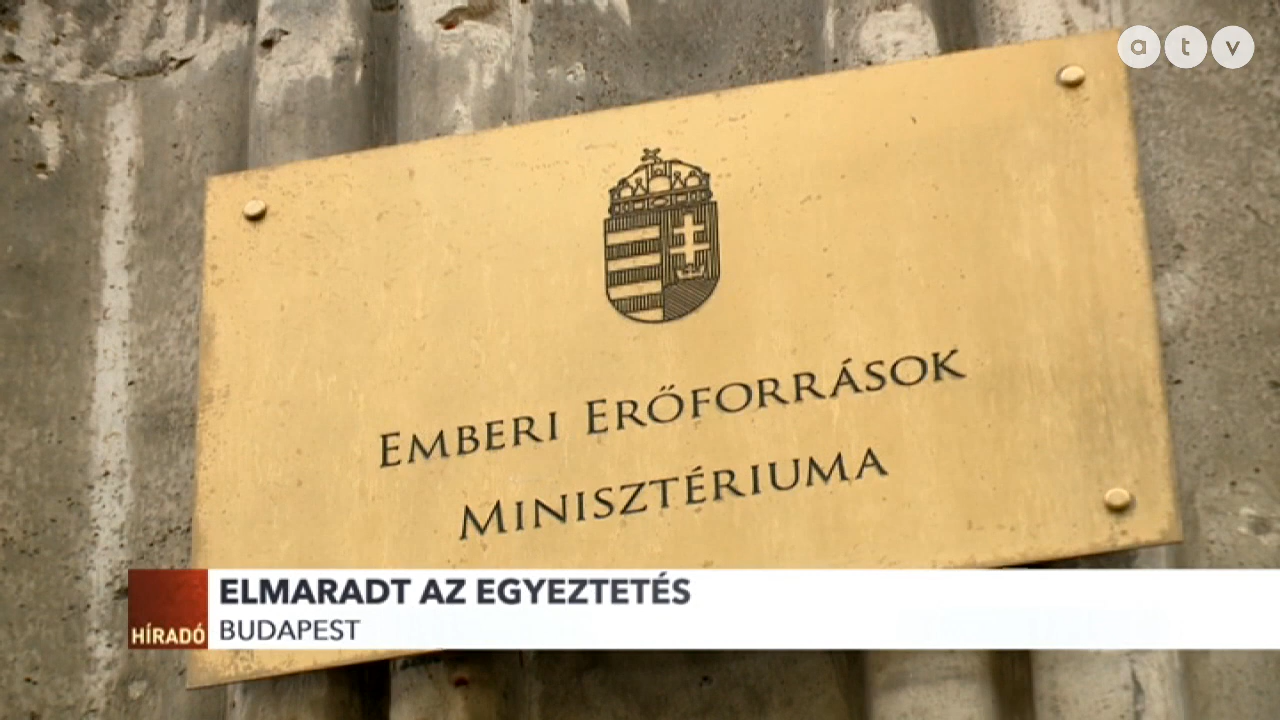 atv
EMBERI ERŐFORRÁSOK
MINISZTÉRIUMA
ELMARADT AZ EGYEZTETÉS
HÍRADÓ
BUDAPEST